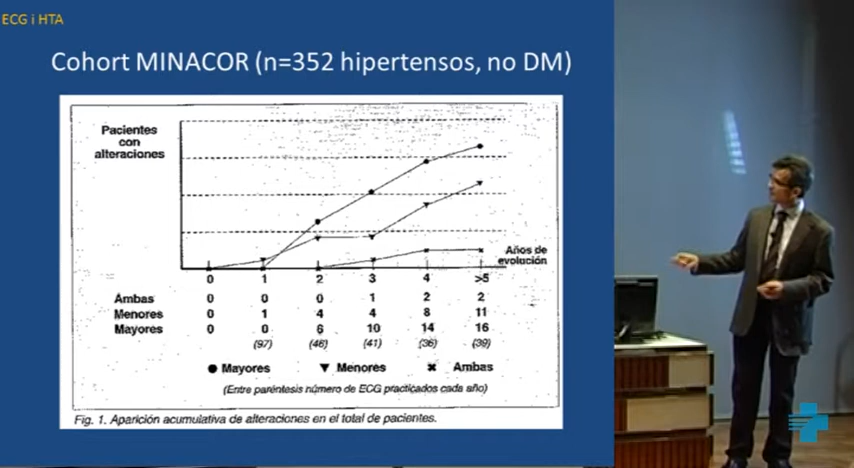 ECG i HTA
Cohort MINACOR (n=352 hipertensos, no DM)
Pacientes
con
alteraciones
Años de
evolución
0 1 2 3 4 >5
Ambas 0 0 0 1 2 2
Menores 0 1 4 4 8 11
Mayores 0 0 6 10 14 16
(97) (46) (41) (36) (39)
Mayores Menores Ambas
(Entre paréntesis número de ECG practicados cada año)
Fig. 1. Aparición acumulativa de alteraciones en el total de pacientes.